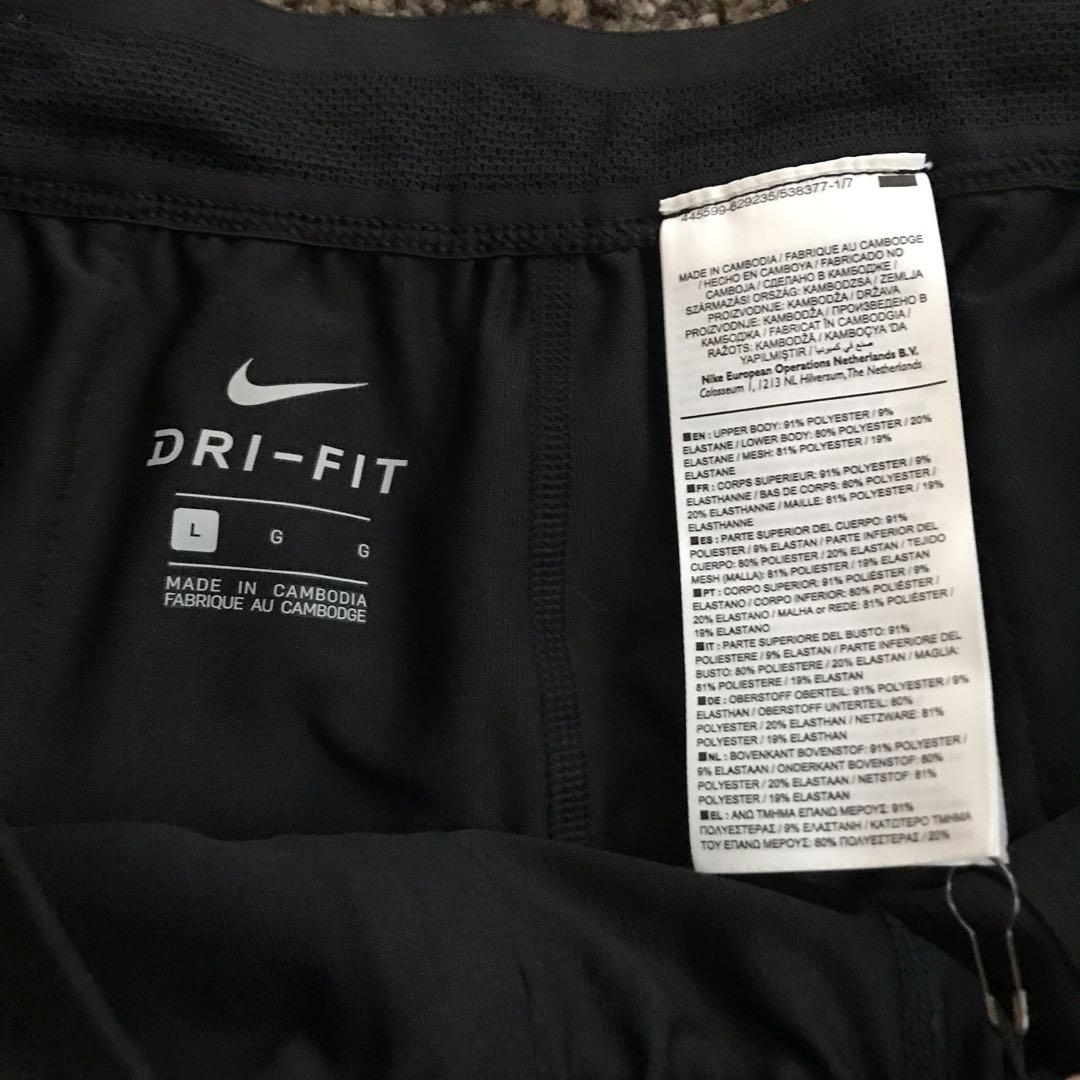 DRI-FIT
L G G
MADE IN CAMBODIA
FABRIQUE AU CAMBODGE
445599-629235/538377-1/7
MADE IN CAMBODIA / FABRIQUE AU CAMBODGE
/ HECHO EN CAMBOYA / FABRICADO NO
CAMBOJA / СДЕЛАНО В КАМБОДЖЕ /
SZÁRMAZÁSI ORSZÁG: KAMBODZSA / ZEMLJA
PROIZVODNJE: KAMBODŽA / DRŽAVA
PROIZVODNJE: KAMBODŽA / ПРОИЗВЕДЕНО В
КАМБОДЖА / FABRICAT ÎN CAMBODGIA /
RAŽOTS: KAMBODŽĀ / KAMBOÇYA 'DA
YAPILMIŞTIR / صنع في كمبوديا
Nike European Operations Netherlands B.V.
Colosseum 1, 1213 NL Hilversum, The Netherlands
EN : UPPER BODY: 91% POLYESTER / 9%
ELASTANE / LOWER BODY: 80% POLYESTER / 20%
ELASTANE / MESH: 81% POLYESTER / 19%
ELASTANE
FR : CORPS SUPERIEUR: 91% POLYESTER / 9%
ELASTHANNE / BAS DE CORPS: 80% POLYESTER /
20% ELASTHANNE / MAILLE: 81% POLYESTER / 19%
ELASTHANNE
ES : PARTE SUPERIOR DEL CUERPO: 91%
POLIESTER / 9% ELASTAN / PARTE INFERIOR DEL
CUERPO: 80% POLIESTER / 20% ELASTAN / TEJIDO
MESH (MALLA): 81% POLIESTER / 19% ELASTAN
PT : CORPO SUPERIOR: 91% POLIÉSTER / 9%
ELASTANO / CORPO INFERIOR: 80% POLIÉSTER /
20% ELASTANO / MALHA or REDE: 81% POLIÉSTER /
19% ELASTANO
IT : PARTE SUPERIORE DEL BUSTO: 91%
POLIESTERE / 9% ELASTAN / PARTE INFERIORE DEL
BUSTO: 80% POLIESTERE / 20% ELASTAN / MAGLIA:
81% POLIESTERE / 19% ELASTAN
DE : OBERSTOFF OBERTEIL: 91% POLYESTER / 9%
ELASTHAN / OBERSTOFF UNTERTEIL: 80%
POLYESTER / 20% ELASTHAN / NETZWARE: 81%
POLYESTER / 19% ELASTHAN
NL : BOVENKANT BOVENSTOF: 91% POLYESTER /
9% ELASTAAN / ONDERKANT BOVENSTOF: 80%
POLYESTER / 20% ELASTAAN / NETSTOF: 81%
POLYESTER / 19% ELASTAAN
EL : ΑΝΩ ΤΜΗΜΑ ΕΠΑΝΩ ΜΕΡΟΥΣ: 91%
ΠΟΛΥΕΣΤΕΡΑΣ / 9% ΕΛΑΣΤΑΝΗ / ΚΑΤΩΤΕΡΟ ΤΜΗΜΑ
ΤΟΥ ΕΠΑΝΩ ΜΕΡΟΥΣ: 80% ΠΟΛΥΕΣΤΕΡΑΣ / 20%